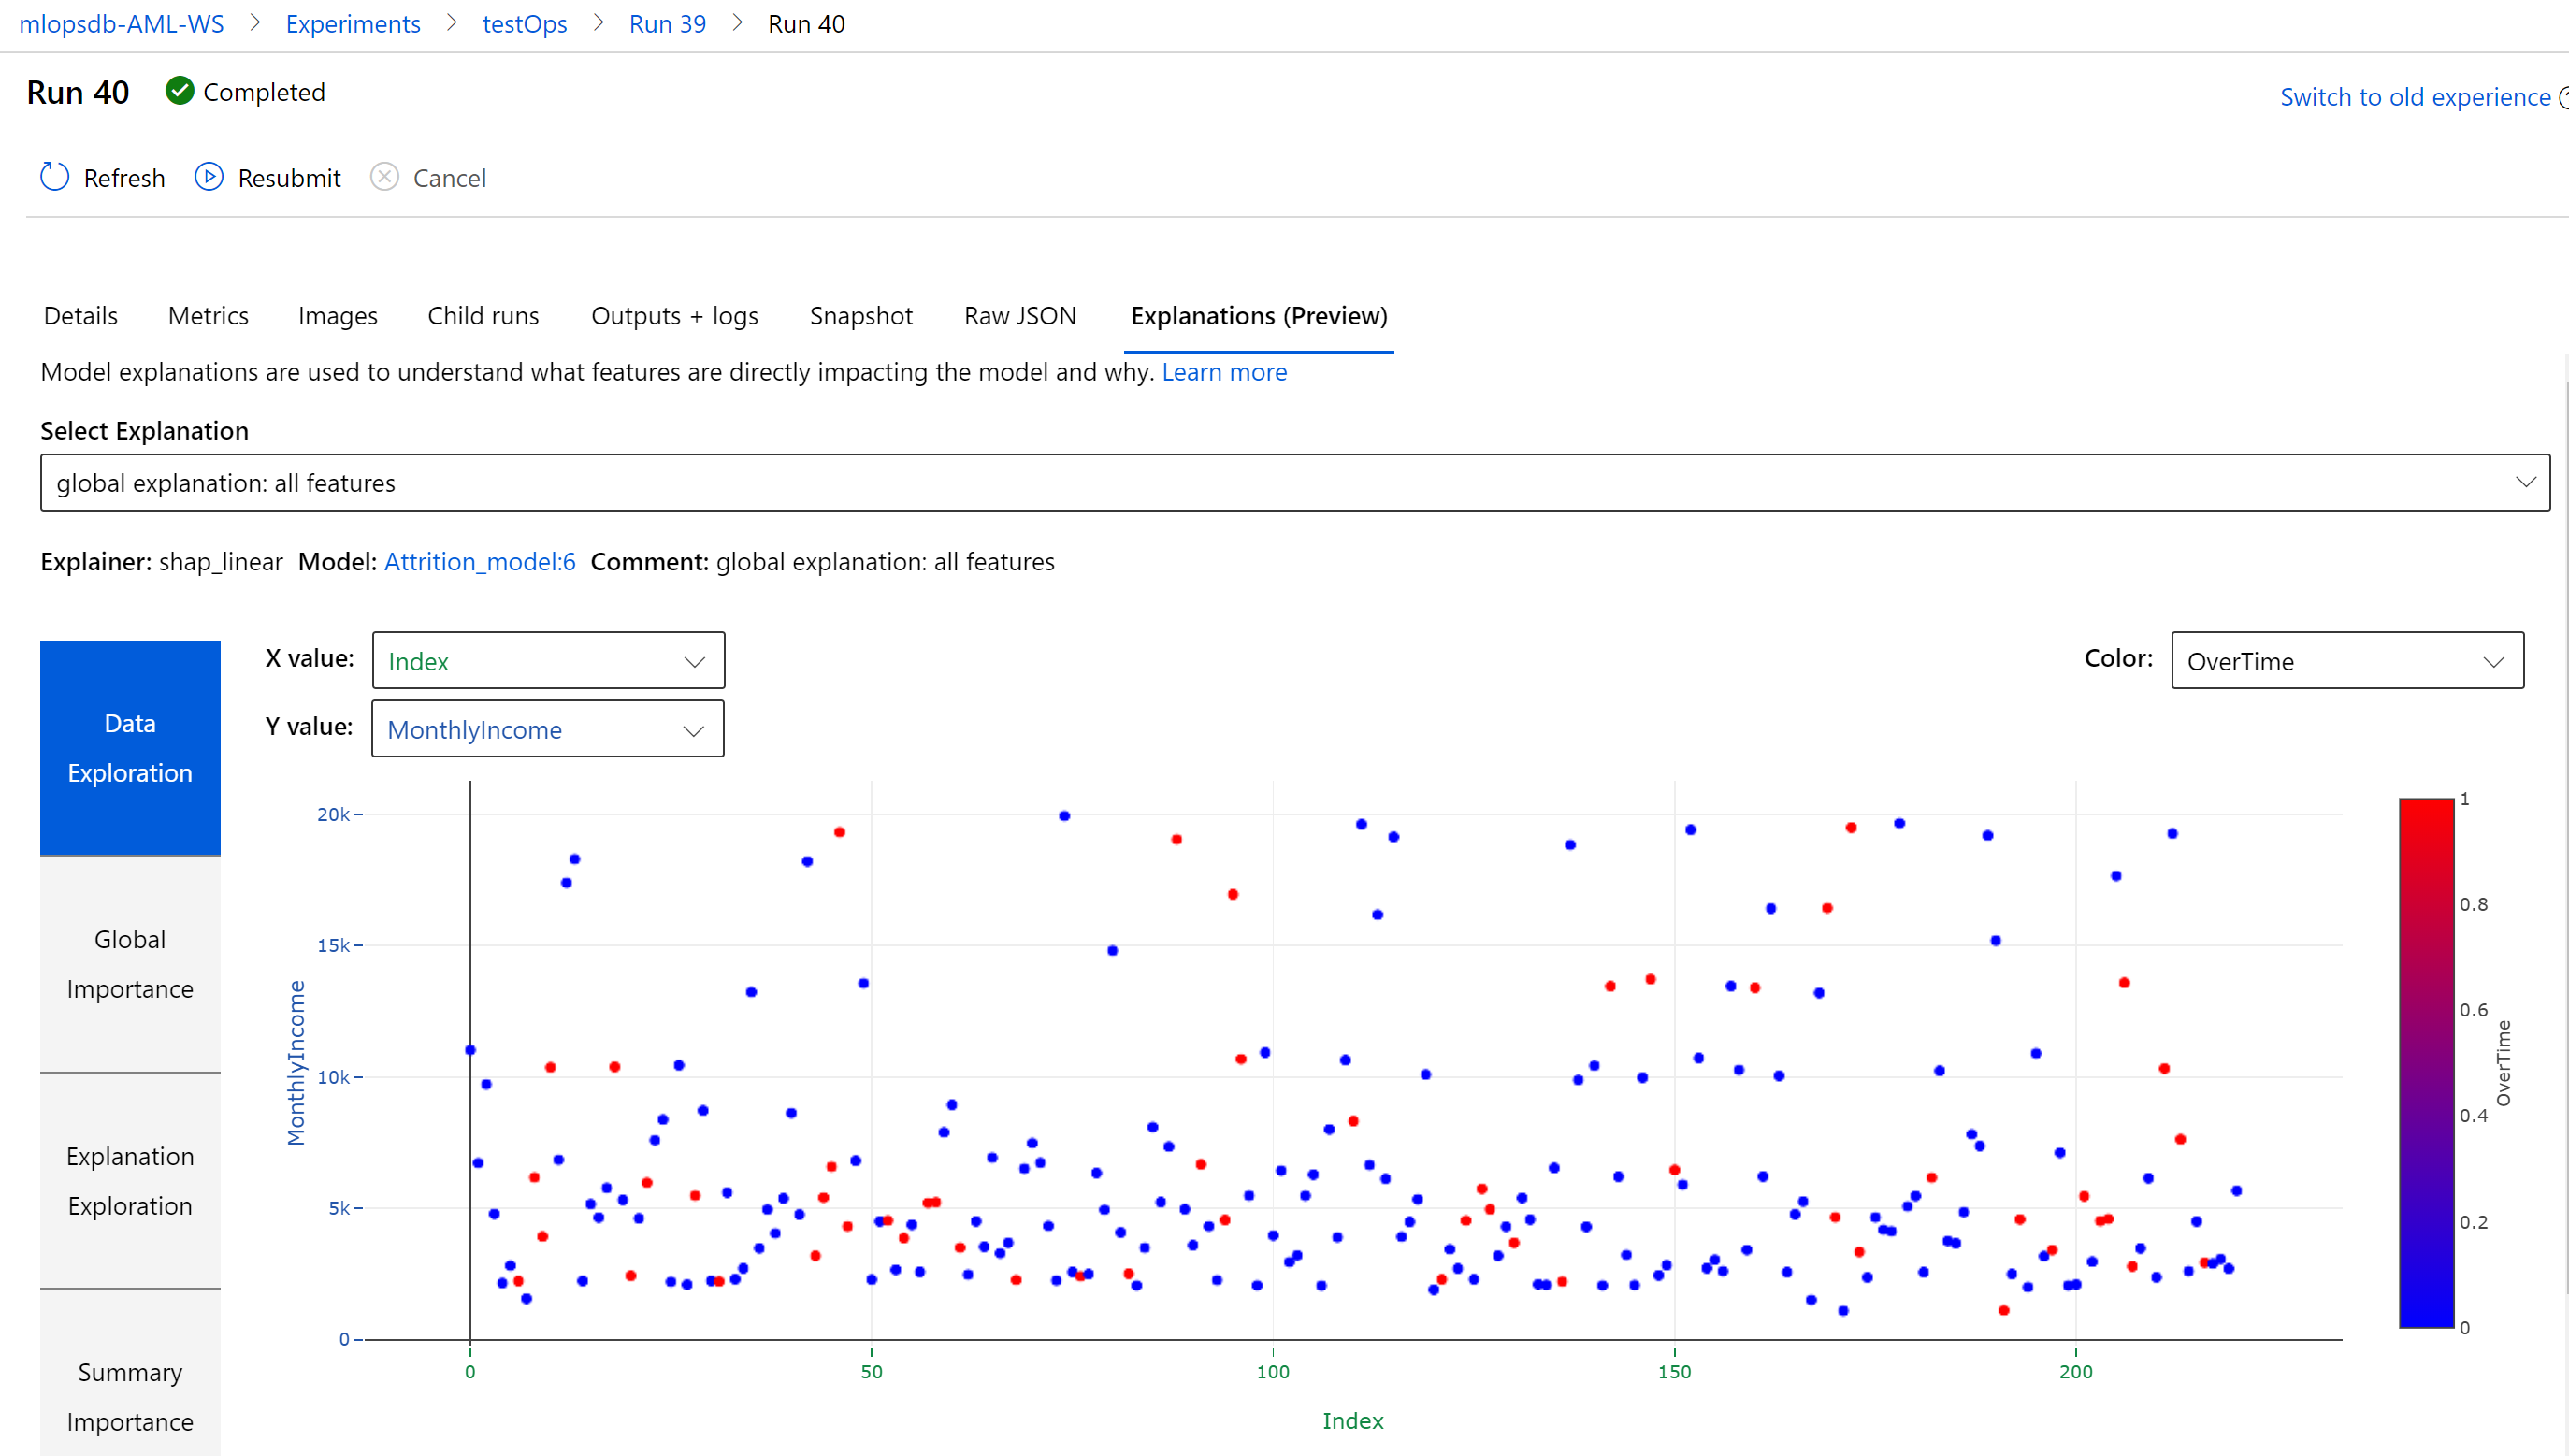 mlopsdb-AML-WS > Experiments > testOps > Run 39 > Run 40
Run 40 Completed
Switch to old experience
Refresh Resubmit Cancel
Details Metrics Images Child runs Outputs + logs Snapshot Raw JSON Explanations (Preview)
Model explanations are used to understand what features are directly impacting the model and why. Learn more
Select Explanation
global explanation: all features
Explainer: shap_linear Model: Attrition_model:6 Comment: global explanation: all features
Data
Exploration
Global
Importance
Explanation
Exploration
Summary
Importance
X value: Index
Color: OverTime
Y value: MonthlyIncome
20k
15k
10k
5k
0
MonthlyIncome
0 50 100 150 200
Index
1
0.8
0.6
0.4
0.2
0
OverTime